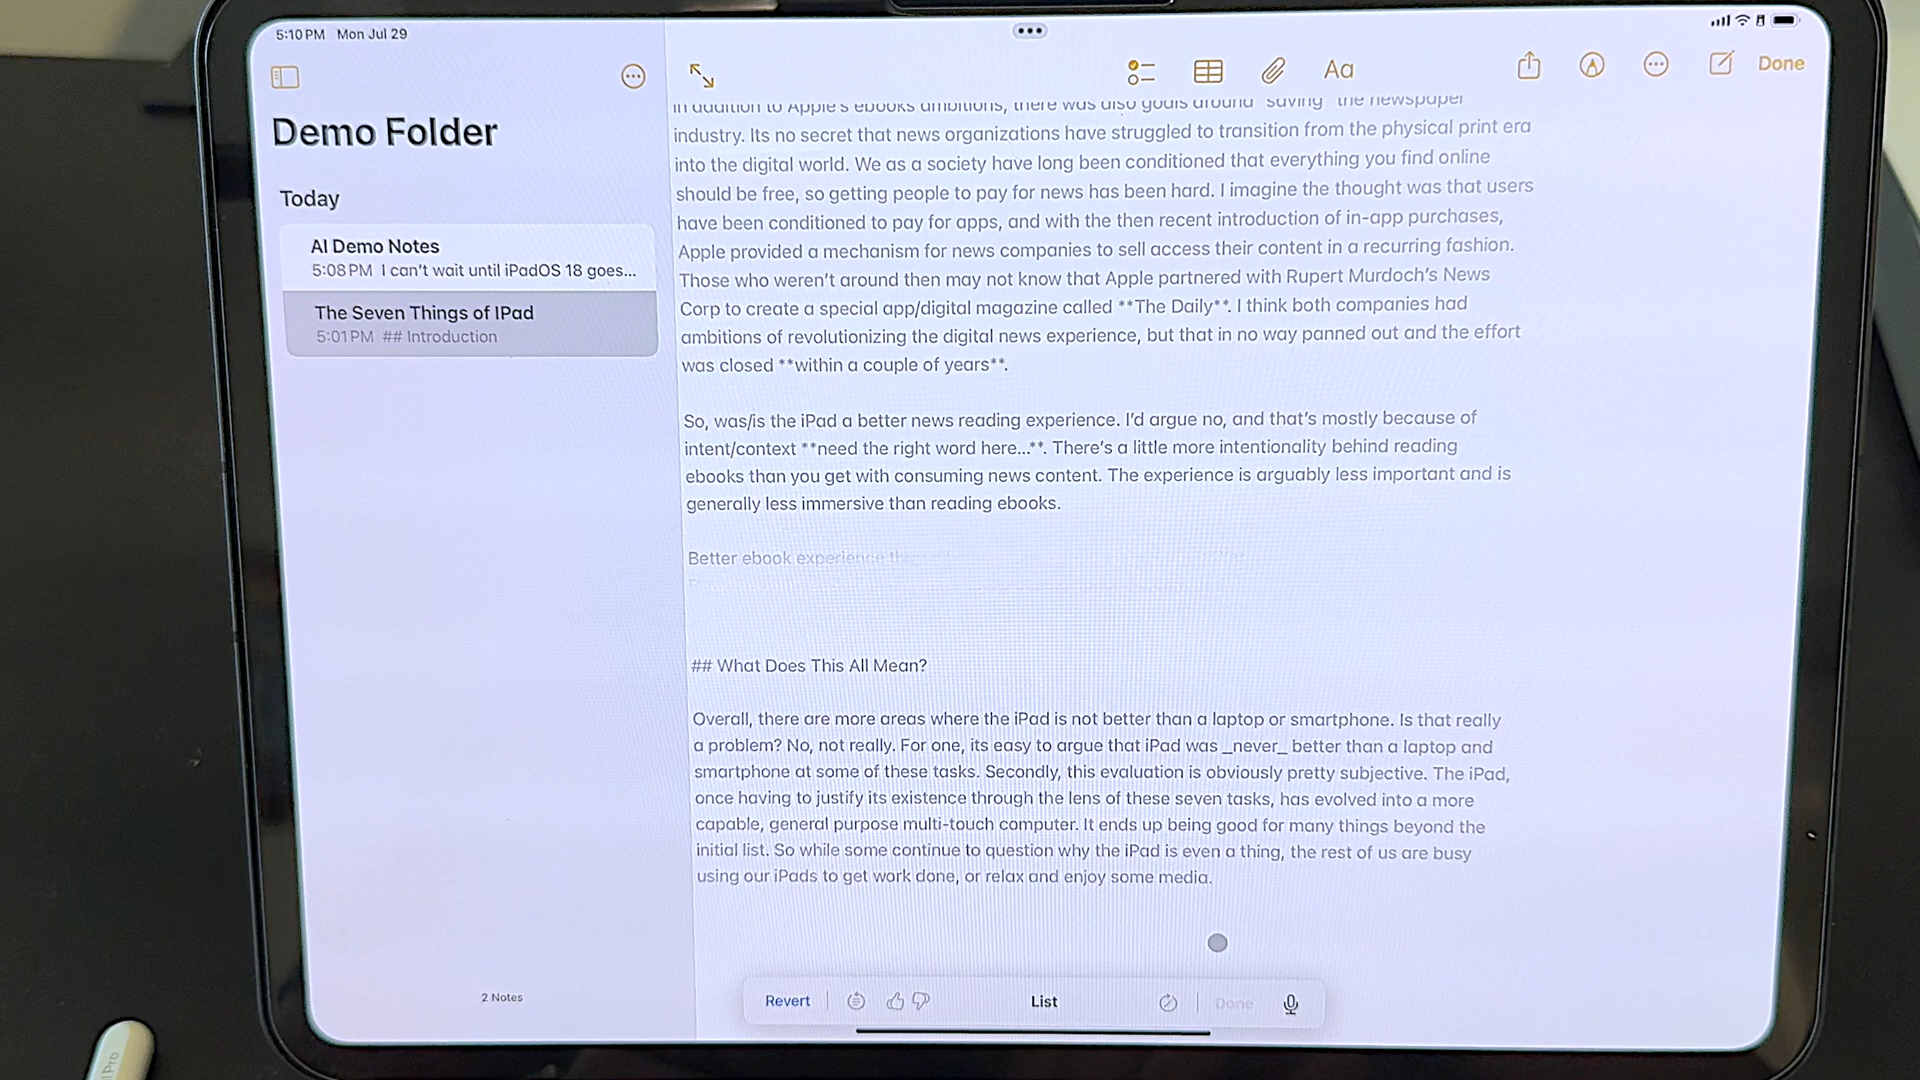 5:10 PM Mon Jul 29
Done
Demo Folder
Today
AI Demo Notes
5:08 PM I can't wait until iPadOS 18 goes...
The Seven Things of IPad
5:01 PM ## Introduction
2 Notes
Aa
In addition to Apple's ebooks ambitions, there was also goals around "saving" the newspaper
industry. Its no secret that news organizations have struggled to transition from the physical print era
into the digital world. We as a society have long been conditioned that everything you find online
should be free, so getting people to pay for news has been hard. I imagine the thought was that users
have been conditioned to pay for apps, and with the then recent introduction of in-app purchases,
Apple provided a mechanism for news companies to sell access their content in a recurring fashion.
Those who weren't around then may not know that Apple partnered with Rupert Murdoch's News
Corp to create a special app/digital magazine called **The Daily**. I think both companies had
ambitions of revolutionizing the digital news experience, but that in no way panned out and the effort
was closed **within a couple of years**.
So, was/is the iPad a better news reading experience. I'd argue no, and that's mostly because of
intent/context **need the right word here...**. There's a little more intentionality behind reading
ebooks than you get with consuming news content. The experience is arguably less important and is
generally less immersive than reading ebooks.
Better ebook experience
## What Does This All Mean?
Overall, there are more areas where the iPad is not better than a laptop or smartphone. Is that really
a problem? No, not really. For one, its easy to argue that iPad was _never_ better than a laptop and
smartphone at some of these tasks. Secondly, this evaluation is obviously pretty subjective. The iPad,
once having to justify its existence through the lens of these seven tasks, has evolved into a more
capable, general purpose multi-touch computer. It ends up being good for many things beyond the
initial list. So while some continue to question why the iPad is even a thing, the rest of us are busy
using our iPads to get work done, or relax and enjoy some media.
Revert List Done
Pro